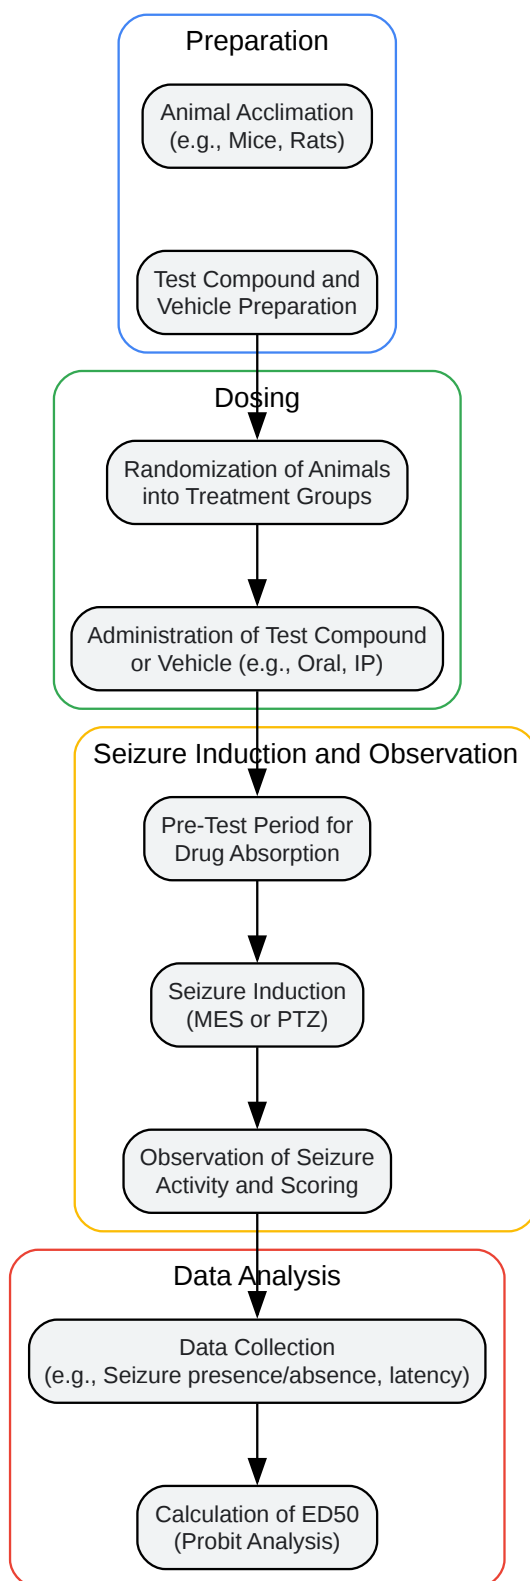 Preparation
Animal Acclimation
(e.g., Mice, Rats)
Test Compound and
Vehicle Preparation
Dosing
Randomization of Animals
into Treatment Groups
Administration of Test Compound
or Vehicle (e.g., Oral, IP)
Seizure Induction and Observation
Pre-Test Period for
Drug Absorption
Seizure Induction
(MES or PTZ)
Observation of Seizure
Activity and Scoring
Data Analysis
Data Collection
(e.g., Seizure presence/absence, latency)
Calculation of ED50
(Probit Analysis)